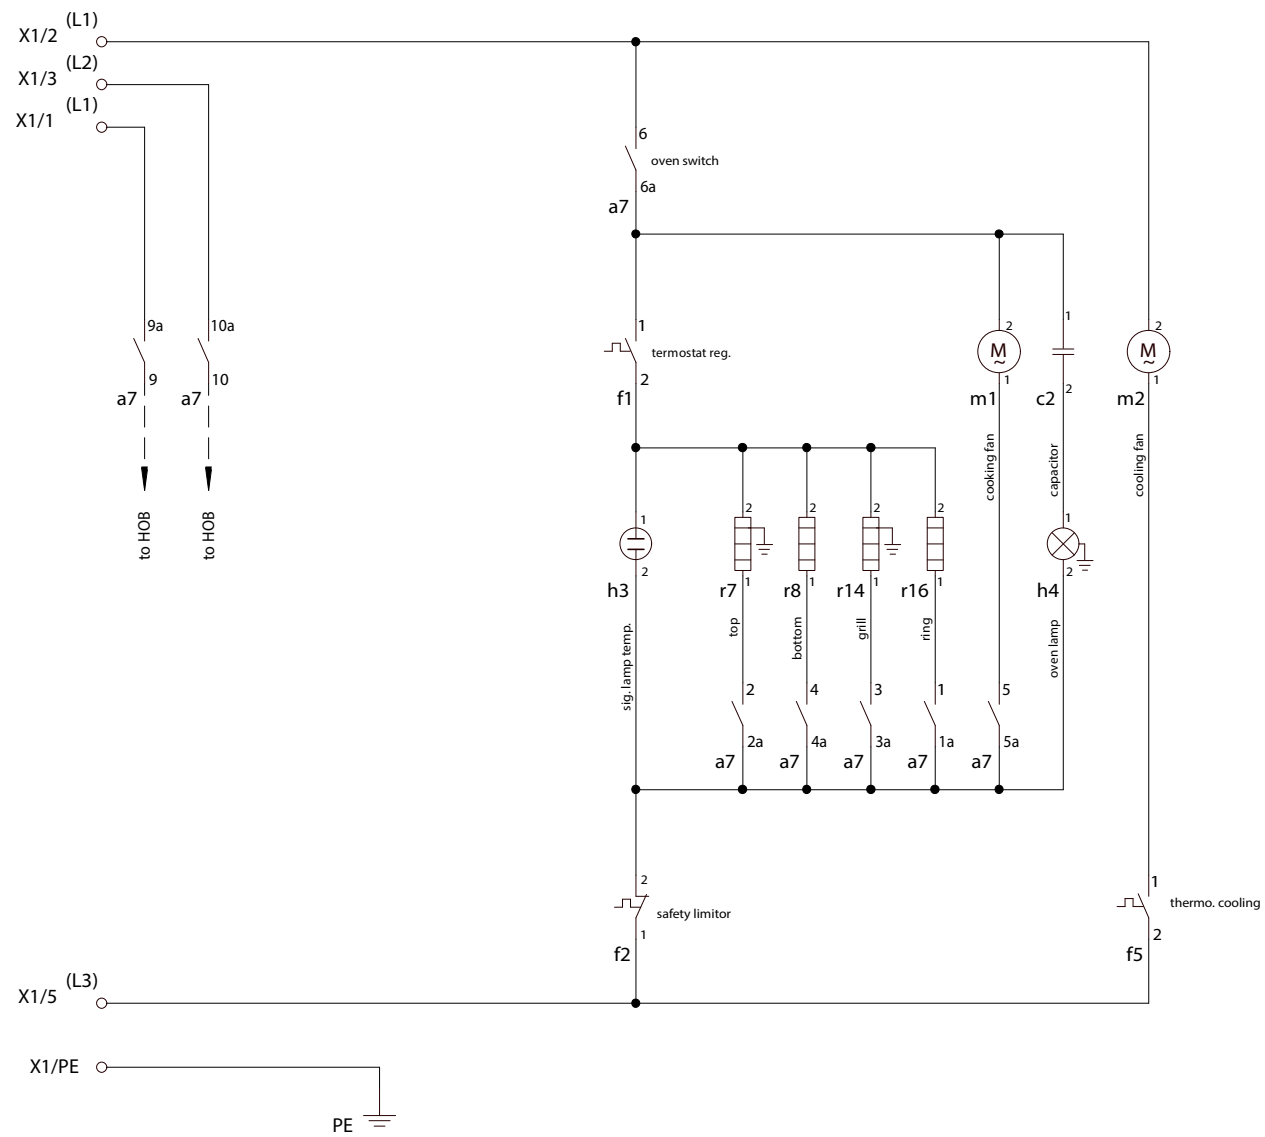 (L1)
X1/2
(L2)
X1/3
(L1)
X1/1
6
oven switch
6a
a7
9a
10a
9
10
a7
a7
to HOB
to HOB
1
termostat reg.
2
f1
2
M
~
1
m1
cooking fan
1
2
c2
capacitor
2
M
~
1
m2
cooling fan
1
2
h3
sig. lamp temp.
2
1
r7
top
2
1
r8
bottom
2
1
r14
grill
2
1
r16
ring
1
2
h4
oven lamp
2
2a
a7
4
4a
a7
3
3a
a7
1
1a
a7
5
5a
a7
2
safety limitor
1
f2
1
thermo. cooling
2
f5
(L3)
X1/5
X1/PE
PE